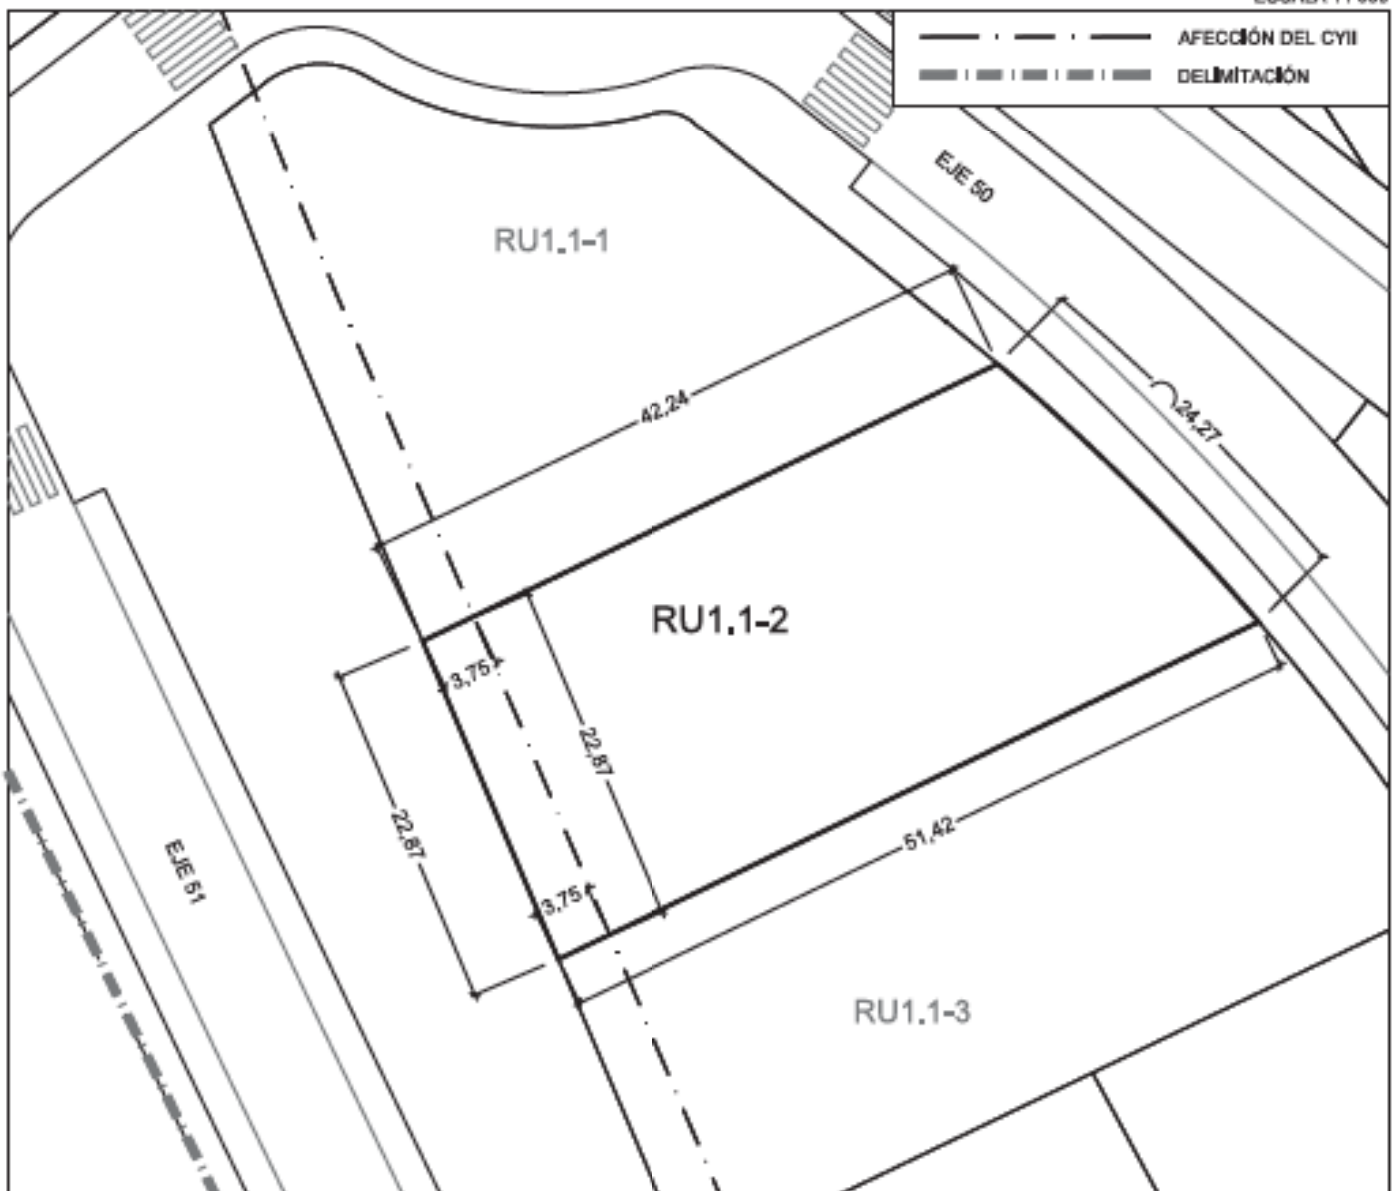 AFECCIÓN DEL CYII
DELIMITACIÓN
EJE 50
RU1.1-1
42,24
24,27
RU1.1-2
3,75
22,87
22,87
51,42
EJE 51
3,75
RU1.1-3